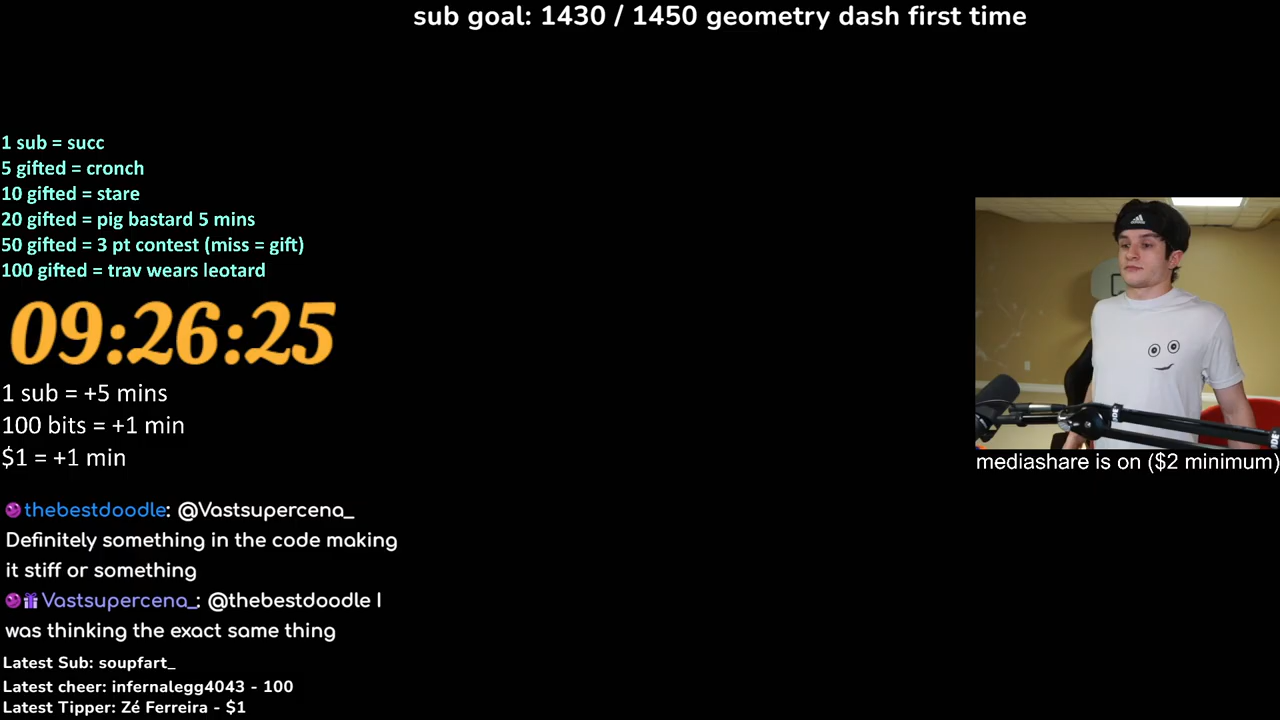 sub goal: 1430 / 1450 geometry dash first time
1 sub = succ
5 gifted = cronch
10 gifted = stare
20 gifted = pig bastard 5 mins
50 gifted = 3 pt contest (miss = gift)
100 gifted = trav wears leotard
09:26:25
1 sub = +5 mins
100 bits = +1 min
$1 = +1 min
mediashare is on ($2 minimum)
thebestdoodle: @Vastsupercena_
Definitely something in the code making
it stiff or something
Vastsupercena_: @thebestdoodle I
was thinking the exact same thing
Latest Sub: soupfart_
Latest cheer: infernalegg4043 - 100
Latest Tipper: Zé Ferreira - $1